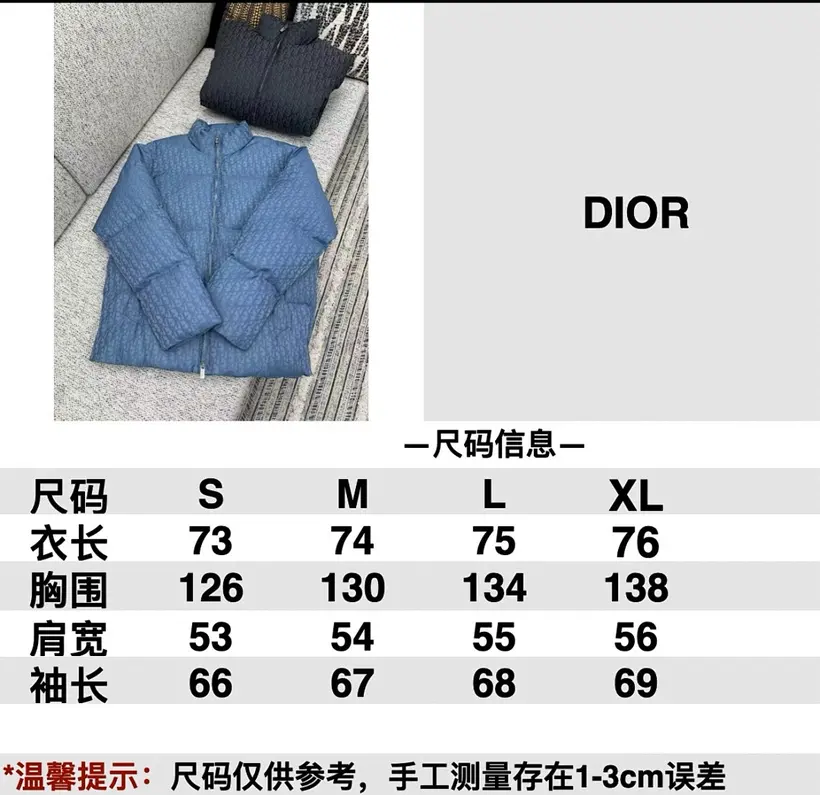 DIOR
—尺码信息—
尺码 S M L XL
衣长 73 74 75 76
胸围 126 130 134 138
肩宽 53 54 55 56
袖长 66 67 68 69
*温馨提示：尺码仅供参考，手工测量存在1-3cm误差